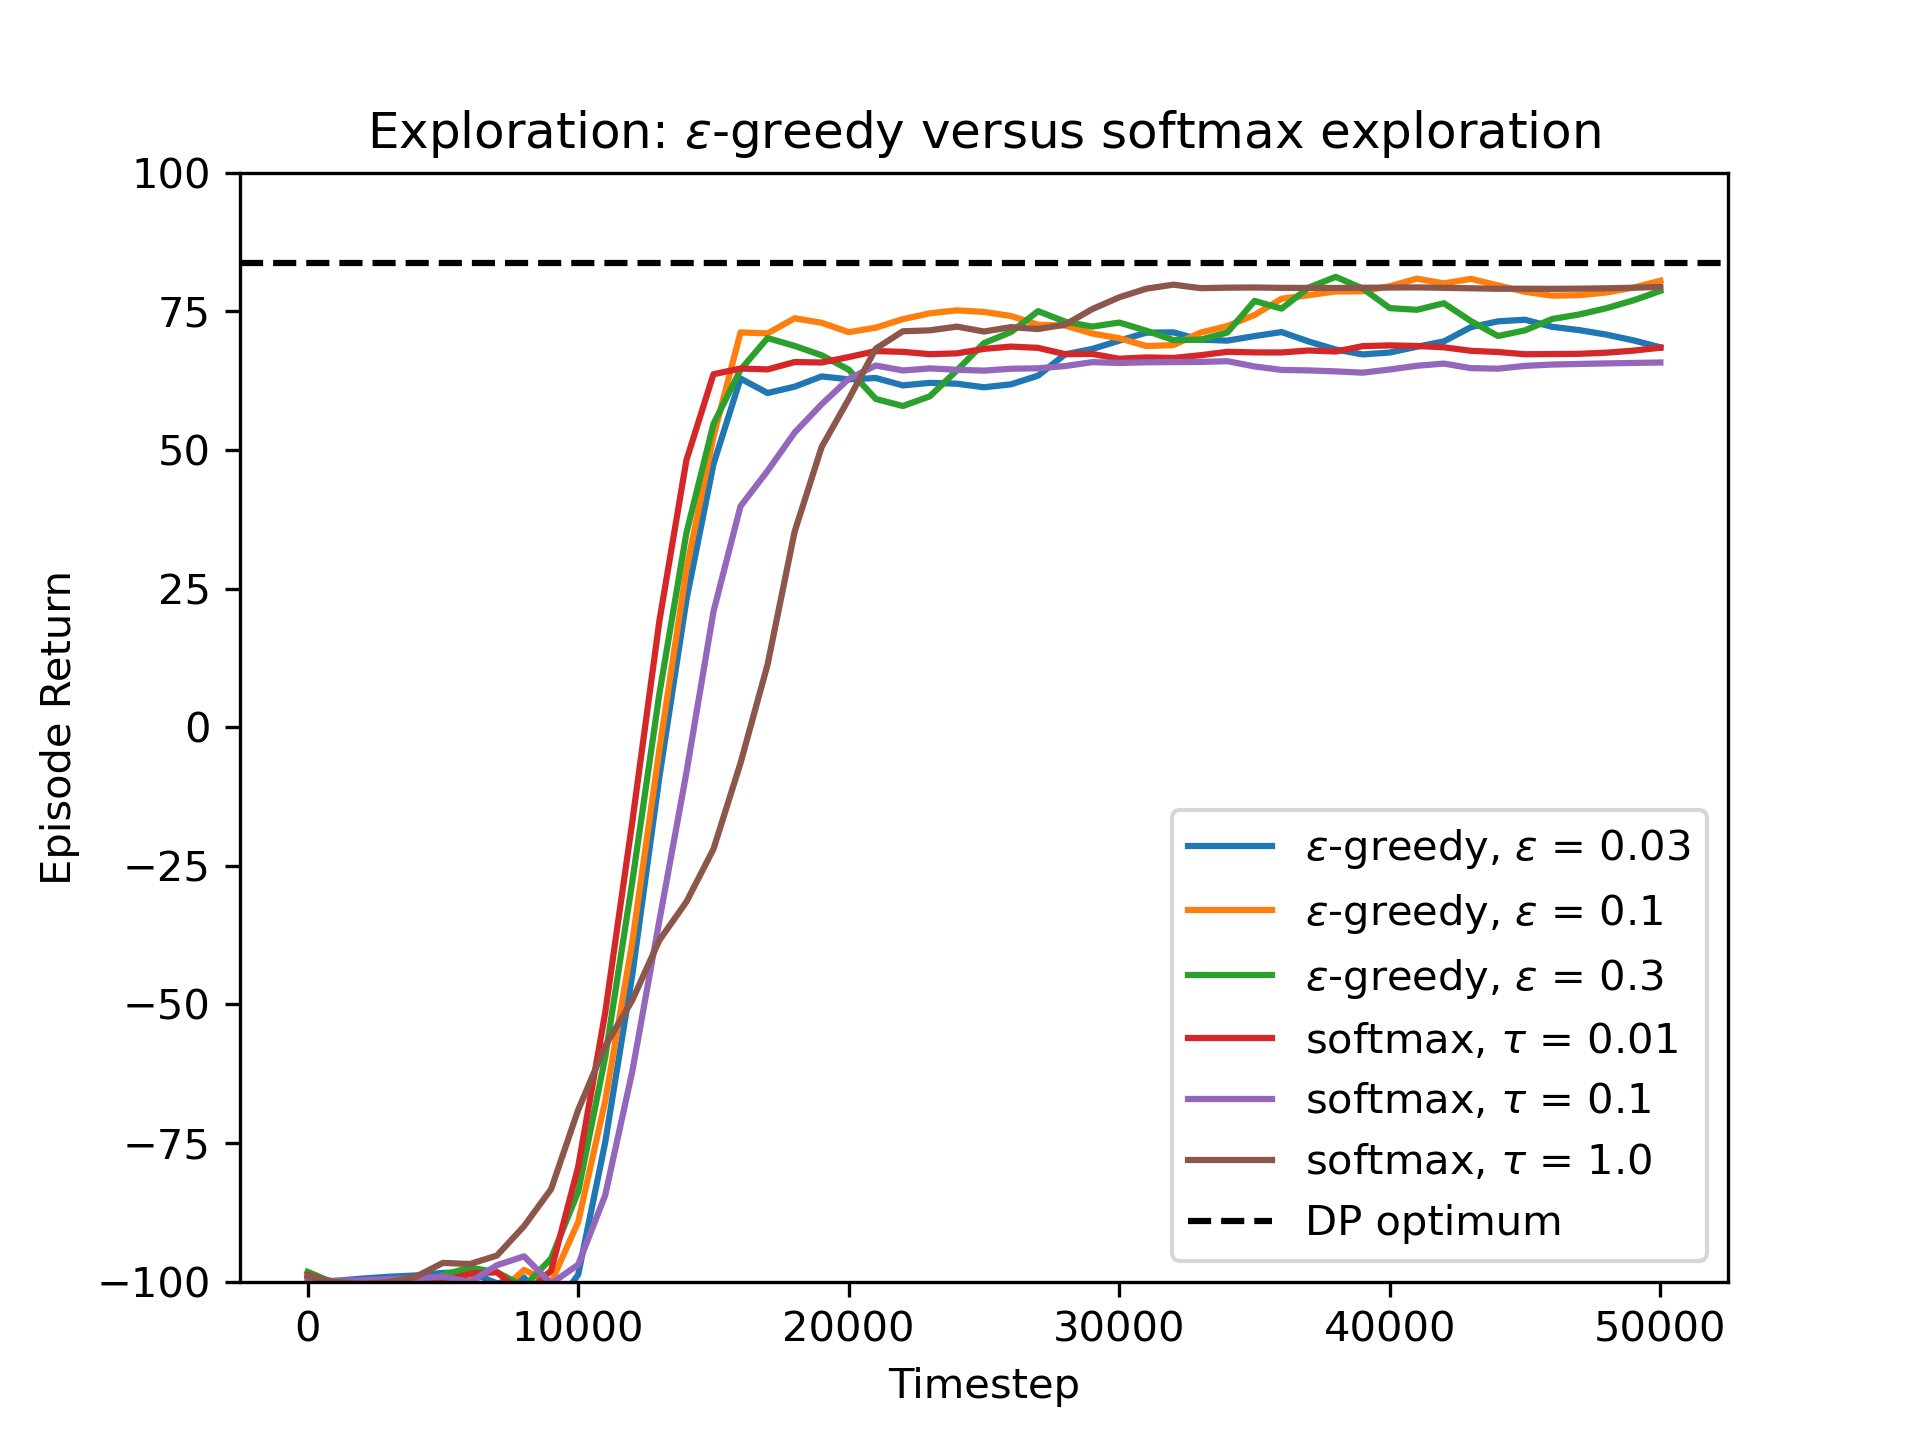 Exploration: ε-greedy versus softmax exploration
100
75
50
25
0
−25
−50
−75
−100
Episode Return
ε-greedy, ε = 0.03
ε-greedy, ε = 0.1
ε-greedy, ε = 0.3
softmax, τ = 0.01
softmax, τ = 0.1
softmax, τ = 1.0
DP optimum
0 10000 20000 30000 40000 50000
Timestep